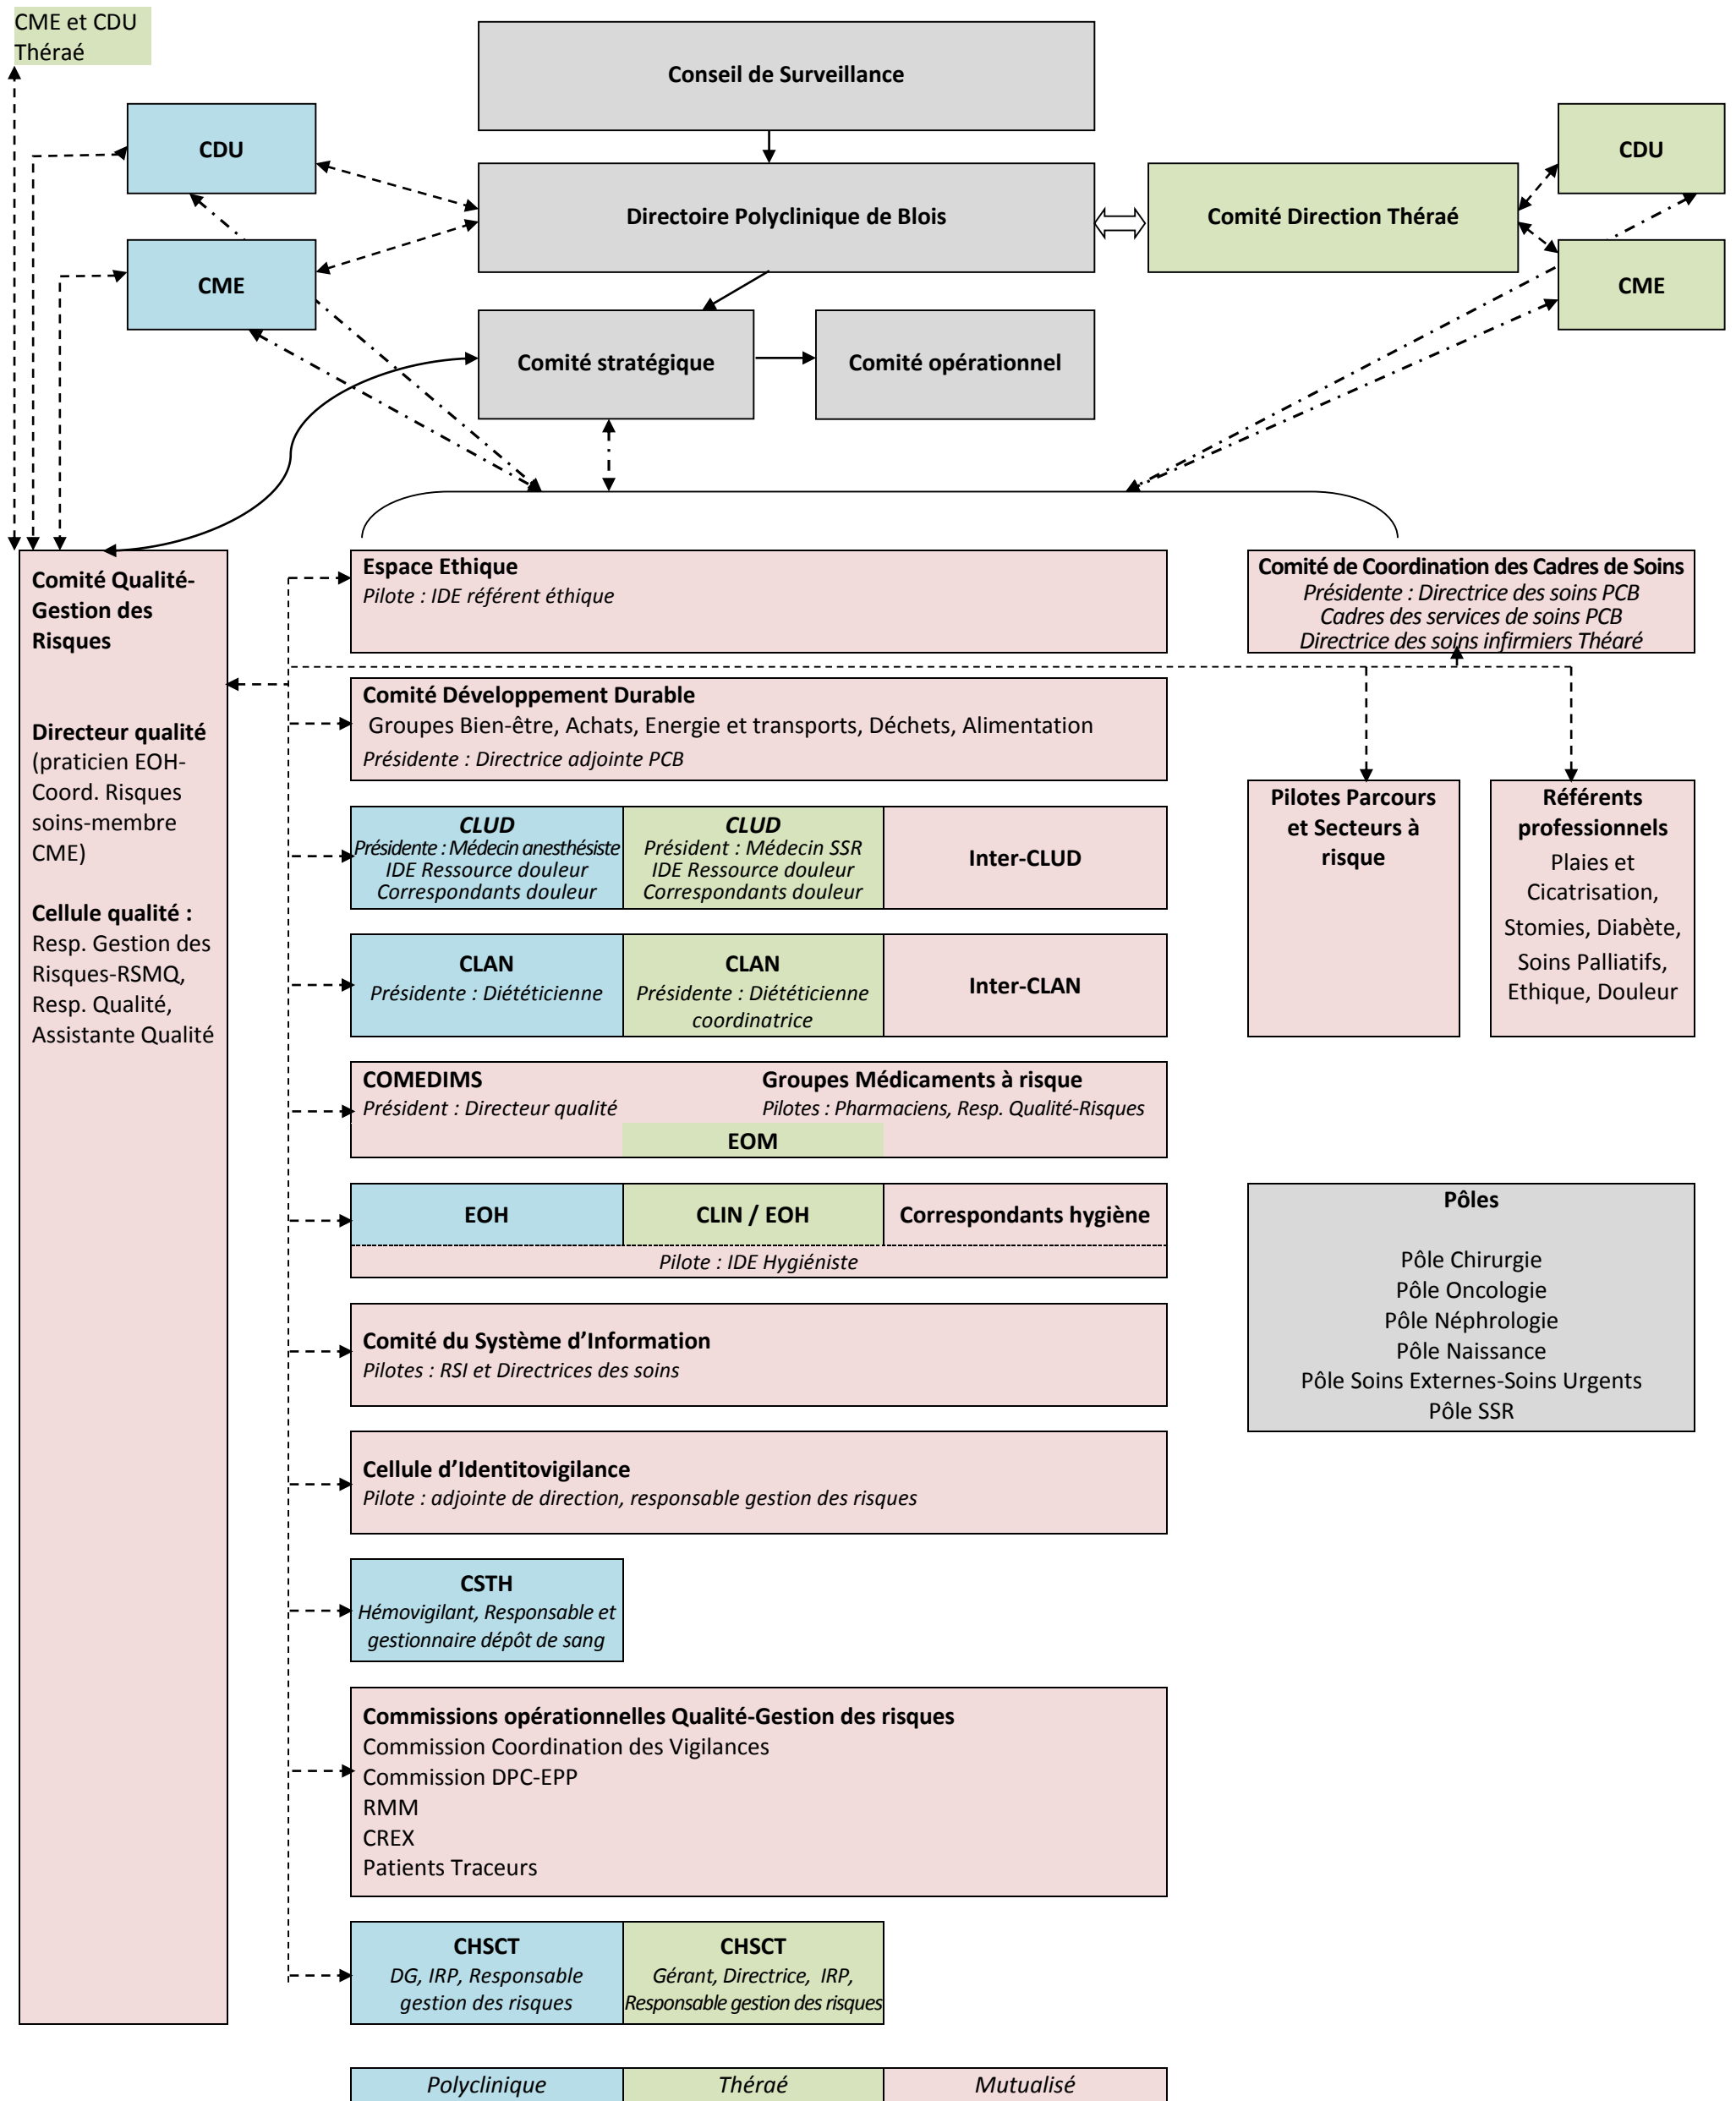 CME et CDU
Théraé
Conseil de Surveillance
CDU
CDU
Directoire Polyclinique de Blois
Comité Direction Théraé
CME
CME
Comité stratégique
Comité opérationnel
Comité Qualité-
Gestion des
Risques
Directeur qualité
(praticien EOH-
Coord. Risques
soins-membre
CME)
Cellule qualité :
Resp. Gestion des
Risques-RSMQ,
Resp. Qualité,
Assistante Qualité
Espace Ethique
Pilote : IDE référent éthique
Comité de Coordination des Cadres de Soins
Présidente : Directrice des soins PCB
Cadres des services de soins PCB
Directrice des soins infirmiers Théaré
Comité Développement Durable
Groupes Bien-être, Achats, Energie et transports, Déchets, Alimentation
Présidente : Directrice adjointe PCB
CLUD
Présidente : Médecin anesthésiste
IDE Ressource douleur
Correspondants douleur
CLUD
Président : Médecin SSR
IDE Ressource douleur
Correspondants douleur
Inter-CLUD
Pilotes Parcours
et Secteurs à
risque
Référents
professionnels
Plaies et
Cicatrisation,
Stomies, Diabète,
Soins Palliatifs,
Ethique, Douleur
CLAN
Présidente : Diététicienne
CLAN
Présidente : Diététicienne
coordinatrice
Inter-CLAN
COMEDIMS
Président : Directeur qualité
Groupes Médicaments à risque
Pilotes : Pharmaciens, Resp. Qualité-Risques
EOM
EOH
CLIN / EOH
Correspondants hygiène
Pilote : IDE Hygiéniste
Pôles
Pôle Chirurgie
Pôle Oncologie
Pôle Néphrologie
Pôle Naissance
Pôle Soins Externes-Soins Urgents
Pôle SSR
Comité du Système d’Information
Pilotes : RSI et Directrices des soins
Cellule d’Identitovigilance
Pilote : adjointe de direction, responsable gestion des risques
CSTH
Hémovigilant, Responsable et
gestionnaire dépôt de sang
Commissions opérationnelles Qualité-Gestion des risques
Commission Coordination des Vigilances
Commission DPC-EPP
RMM
CREX
Patients Traceurs
CHSCT
DG, IRP, Responsable
gestion des risques
CHSCT
Gérant, Directrice, IRP,
Responsable gestion des risques
Polyclinique
Théraé
Mutualisé